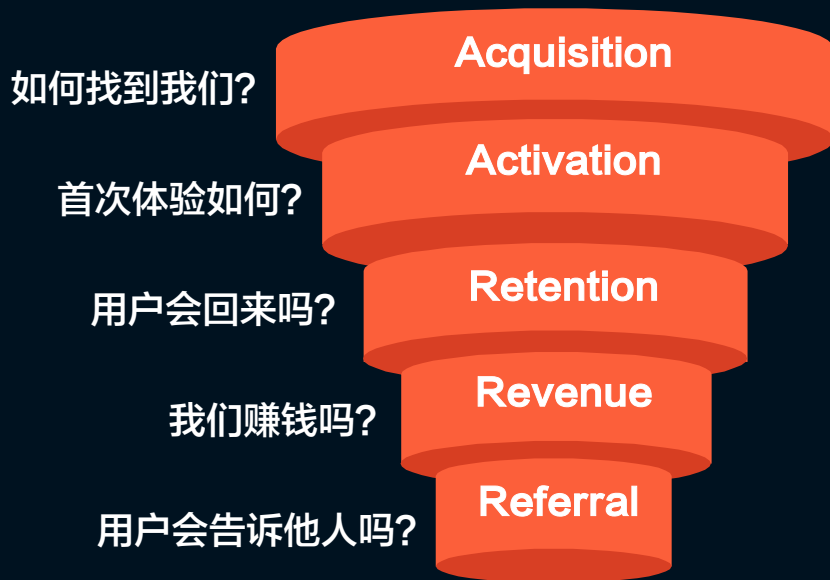 Acquisition
如何找到我们?
Activation
首次体验如何?
Retention
用户会回来吗?
Revenue
我们赚钱吗?
Referral
用户会告诉他人吗?